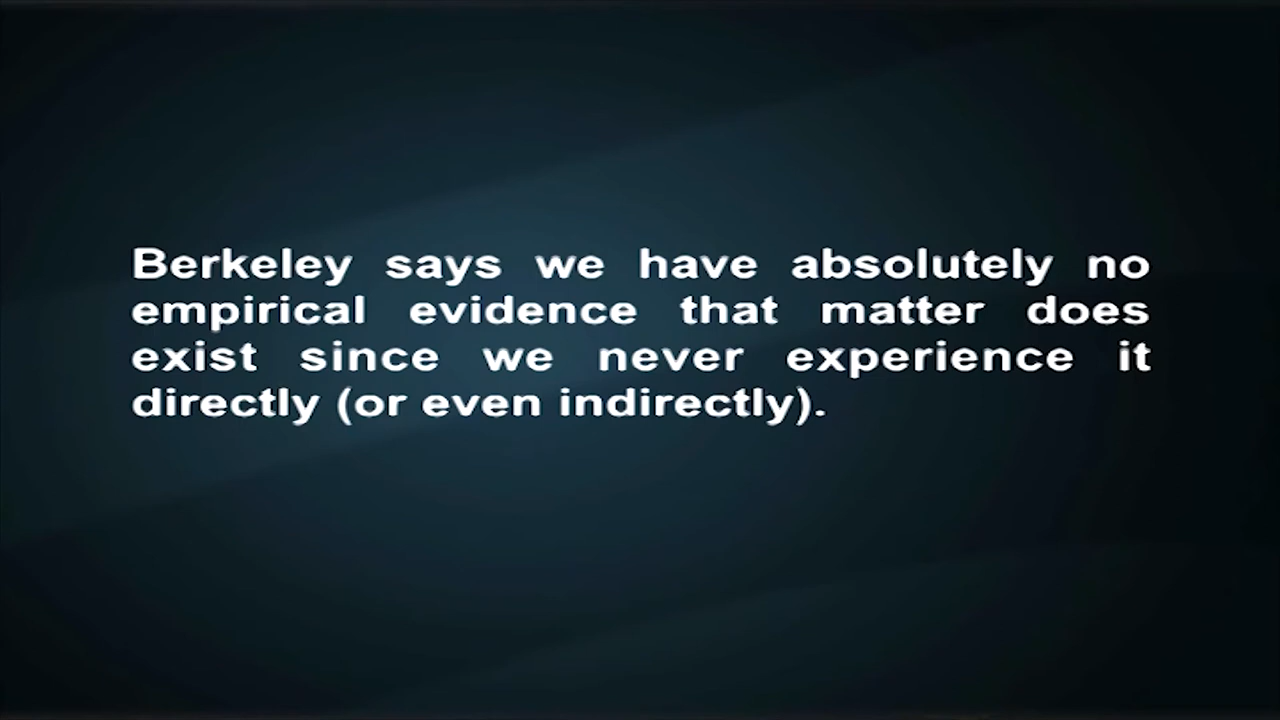 Berkeley says we have absolutely no
empirical evidence that matter does
exist since we never experience it
directly (or even indirectly).